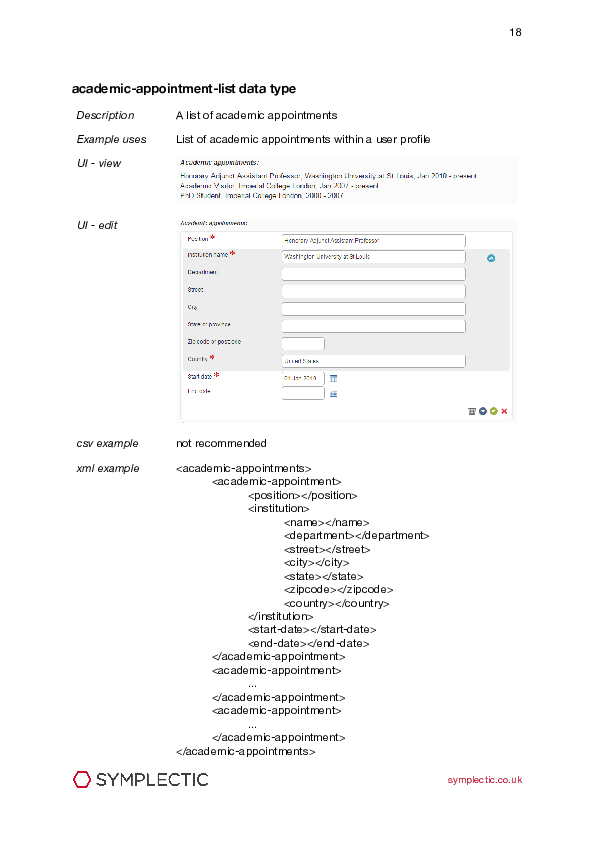 18
academic-appointment-list data type
Description A list of academic appointments
Example uses List of academic appointments within a user profile
UI - view Academic appointments:
Honorary Adjunct Assistant Professor, Washington University at St Louis, Jan 2010 - present
Academic Visitor, Imperial College London, Jan 2007 - present
PhD Student, Imperial College London, 2000 - 2007
UI - edit Academic appointments:
Position * Honorary Adjunct Assistant Professor
Institution name * Washington University at St Louis
Department
Street
City
State or province
Zip code or postcode
Country * United States
Start date * 01 Jan 2010
End date
csv example not recommended
xml example <academic-appointments>
<academic-appointment>
<position></position>
<institution>
<name></name>
<department></department>
<street></street>
<city></city>
<state></state>
<zipcode></zipcode>
<country></country>
</institution>
<start-date></start-date>
<end-date></end-date>
</academic-appointment>
<academic-appointment>
...
</academic-appointment>
<academic-appointment>
...
</academic-appointment>
</academic-appointments>
SYMPLECTIC symplectic.co.uk